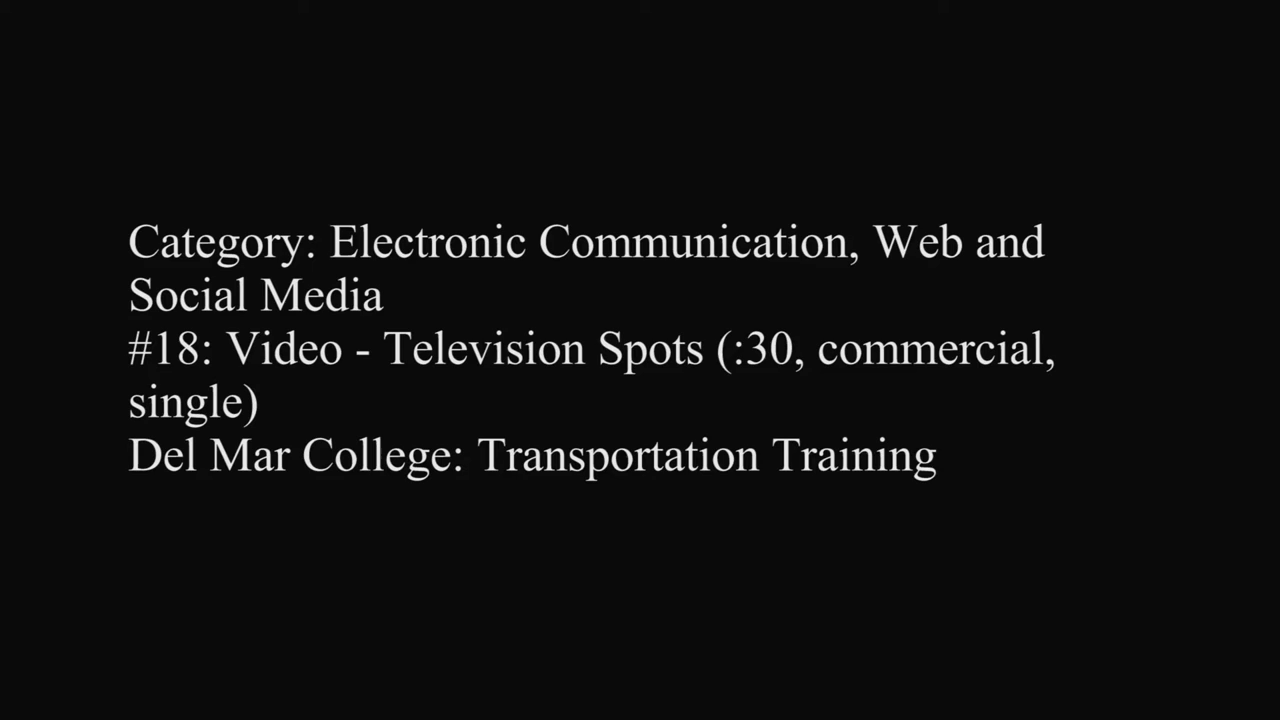 Category: Electronic Communication, Web and
Social Media
#18: Video - Television Spots (:30, commercial,
single)
Del Mar College: Transportation Training